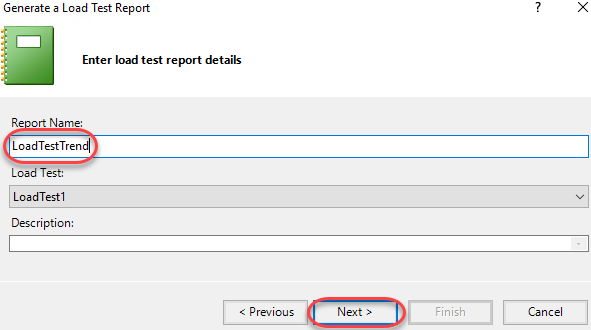 Generate a Load Test Report
Enter load test report details
Report Name:
LoadTestTrend
Load Test:
LoadTest1
Description:
< Previous
Next >
Finish
Cancel